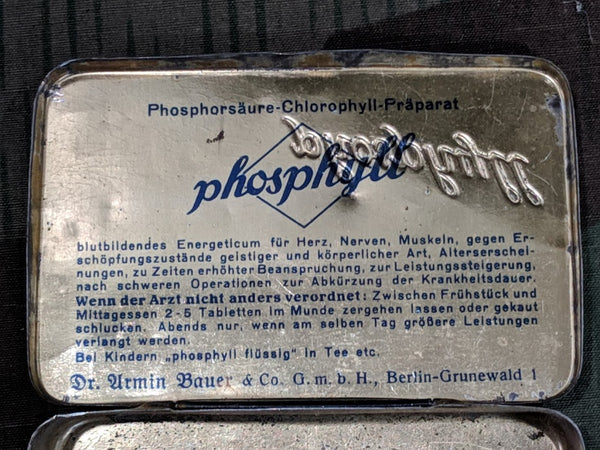 Phosphorsäure-Chlorophyll-Präparat
phosphyll
blutbildendes Energeticum für Herz, Nerven, Muskeln, gegen Er-
schöpfungszustände geistiger und körperlicher Art, Alterserschei-
nungen, zu Zeiten erhöhter Beanspruchung, zur Leistungssteigerung,
nach schweren Operationen zur Abkürzung der Krankheitsdauer.
Wenn der Arzt nicht anders verordnet: Zwischen Frühstück und
Mittagessen 2-5 Tabletten im Munde zergehen lassen oder gekaut
schlucken. Abends nur, wenn am selben Tag größere Leistungen
verlangt werden.
Bei Kindern „phosphyll flüssig" in Tee etc.
Dr. Armin Bauer & Co. G. m. b. H., Berlin-Grunewald 1